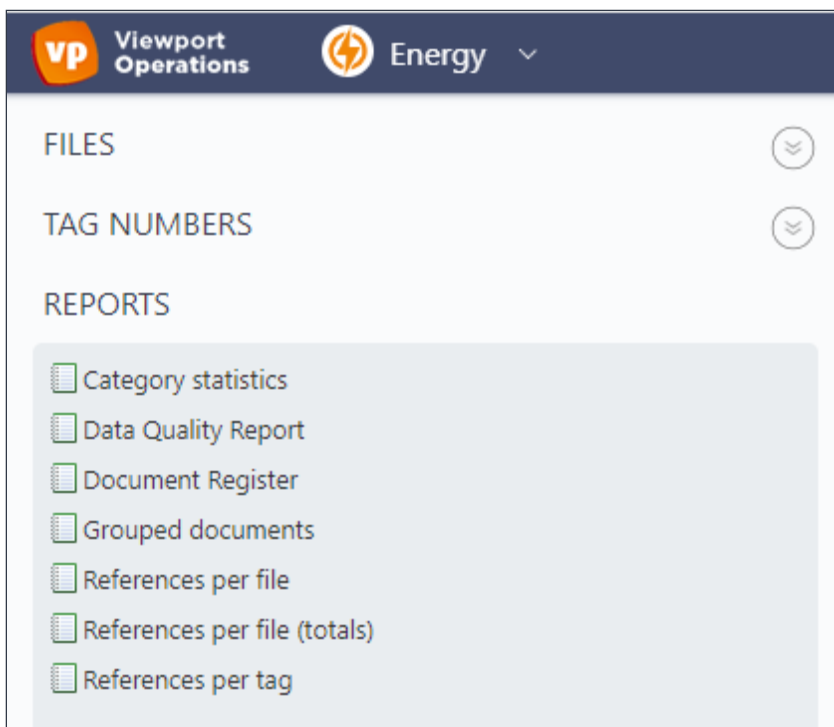 vp
Viewport
Operations
Energy
FILES
TAG NUMBERS
REPORTS
Category statistics
Data Quality Report
Document Register
Grouped documents
References per file
References per file (totals)
References per tag